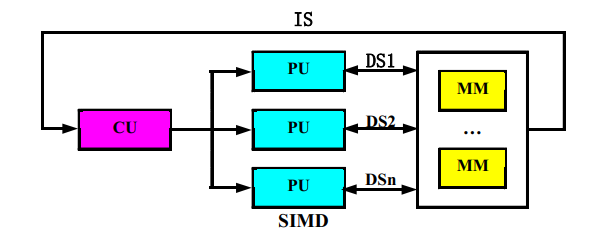 IS
PU
DS1
MM
CU
PU
DS2
...
PU
DSn
MM
SIMD